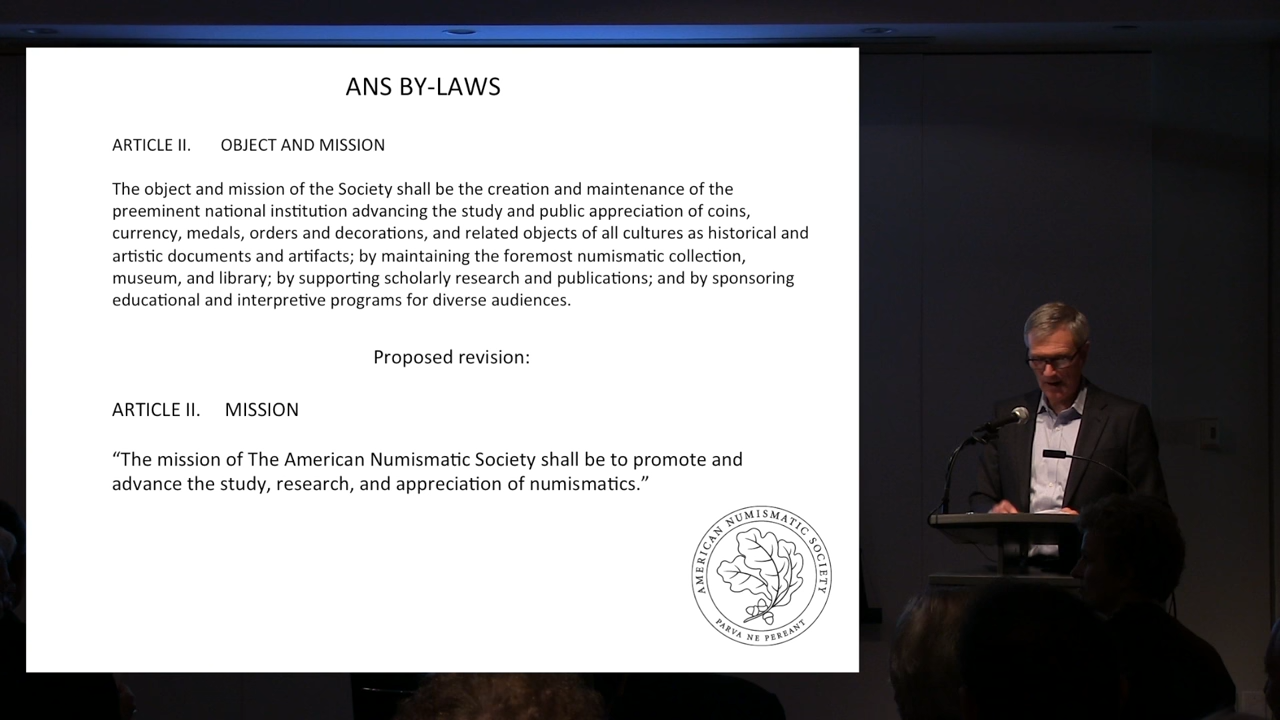 ANS BY-LAWS
ARTICLE II. OBJECT AND MISSION
The object and mission of the Society shall be the creation and maintenance of the
preeminent national institution advancing the study and public appreciation of coins,
currency, medals, orders and decorations, and related objects of all cultures as historical and
artistic documents and artifacts; by maintaining the foremost numismatic collection,
museum, and library; by supporting scholarly research and publications; and by sponsoring
educational and interpretive programs for diverse audiences.
Proposed revision:
ARTICLE II. MISSION
“The mission of The American Numismatic Society shall be to promote and
advance the study, research, and appreciation of numismatics.”
AMERICAN NUMISMATIC SOCIETY
PARVA NE PEREANT